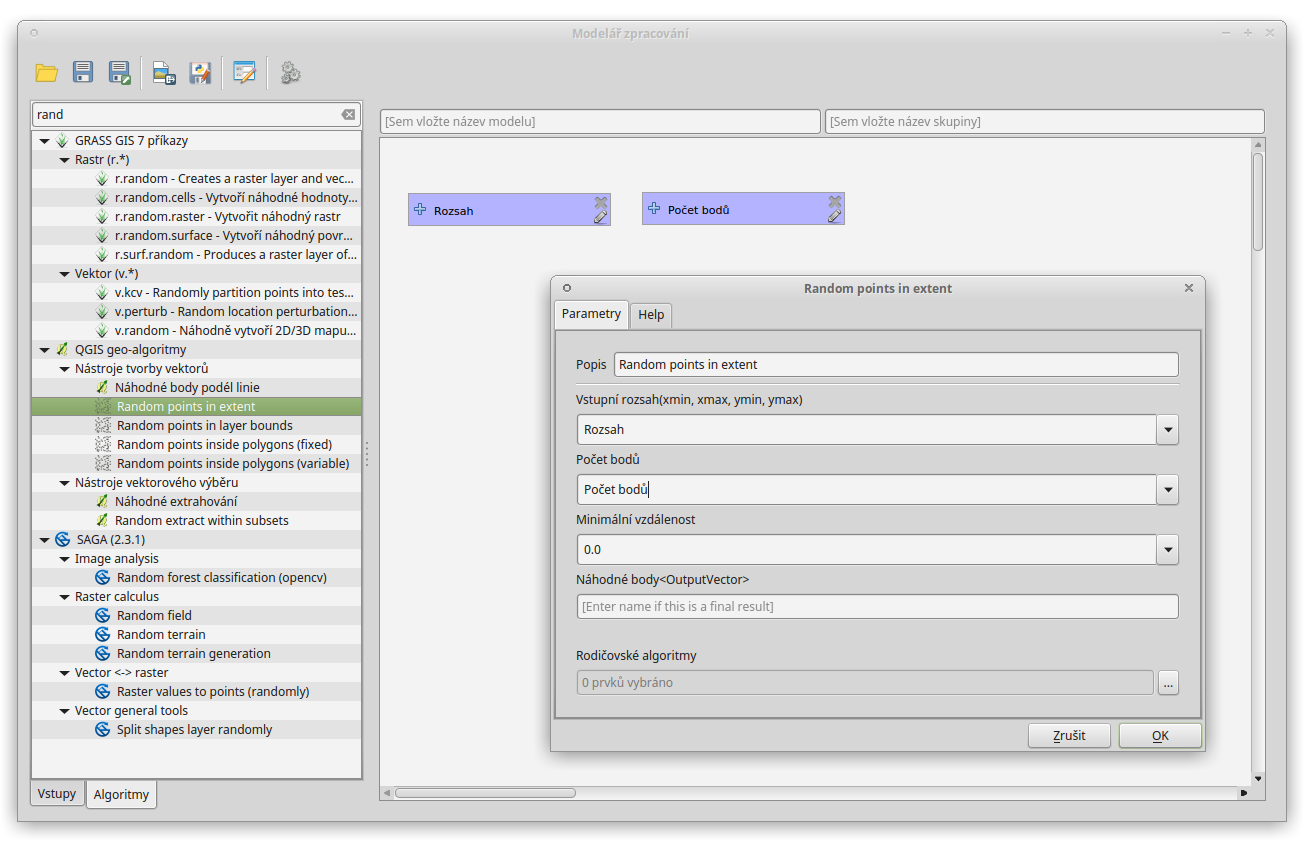 Modelář zpracování
rand
GRASS GIS 7 příkazy
Rastr (r.*)
r.random - Creates a raster layer and vec...
r.random.cells - Vytvoří náhodné hodnoty...
r.random.raster - Vytvořit náhodný rastr
r.random.surface - Vytvoří náhodný povr...
r.surf.random - Produces a raster layer of...
Vektor (v.*)
v.kcv - Randomly partition points into tes...
v.perturb - Random location perturbation...
v.random - Náhodně vytvoří 2D/3D mapu...
QGIS geo-algoritmy
Nástroje tvorby vektorů
Náhodné body podél linie
Random points in extent
Random points in layer bounds
Random points inside polygons (fixed)
Random points inside polygons (variable)
Nástroje vektorového výběru
Náhodné extrahování
Random extract within subsets
SAGA (2.3.1)
Image analysis
Random forest classification (opencv)
Raster calculus
Random field
Random terrain
Random terrain generation
Vector <-> raster
Raster values to points (randomly)
Vector general tools
Split shapes layer randomly
Vstupy
Algoritmy
[Sem vložte název modelu]
[Sem vložte název skupiny]
Rozsah
Počet bodů
Random points in extent
Parametry
Help
Popis
Random points in extent
Vstupní rozsah(xmin, xmax, ymin, ymax)
Rozsah
Počet bodů
Počet bodů
Minimální vzdálenost
0.0
Náhodné body<OutputVector>
[Enter name if this is a final result]
Rodičovské algoritmy
0 prvků vybráno
...
Zrušit
OK